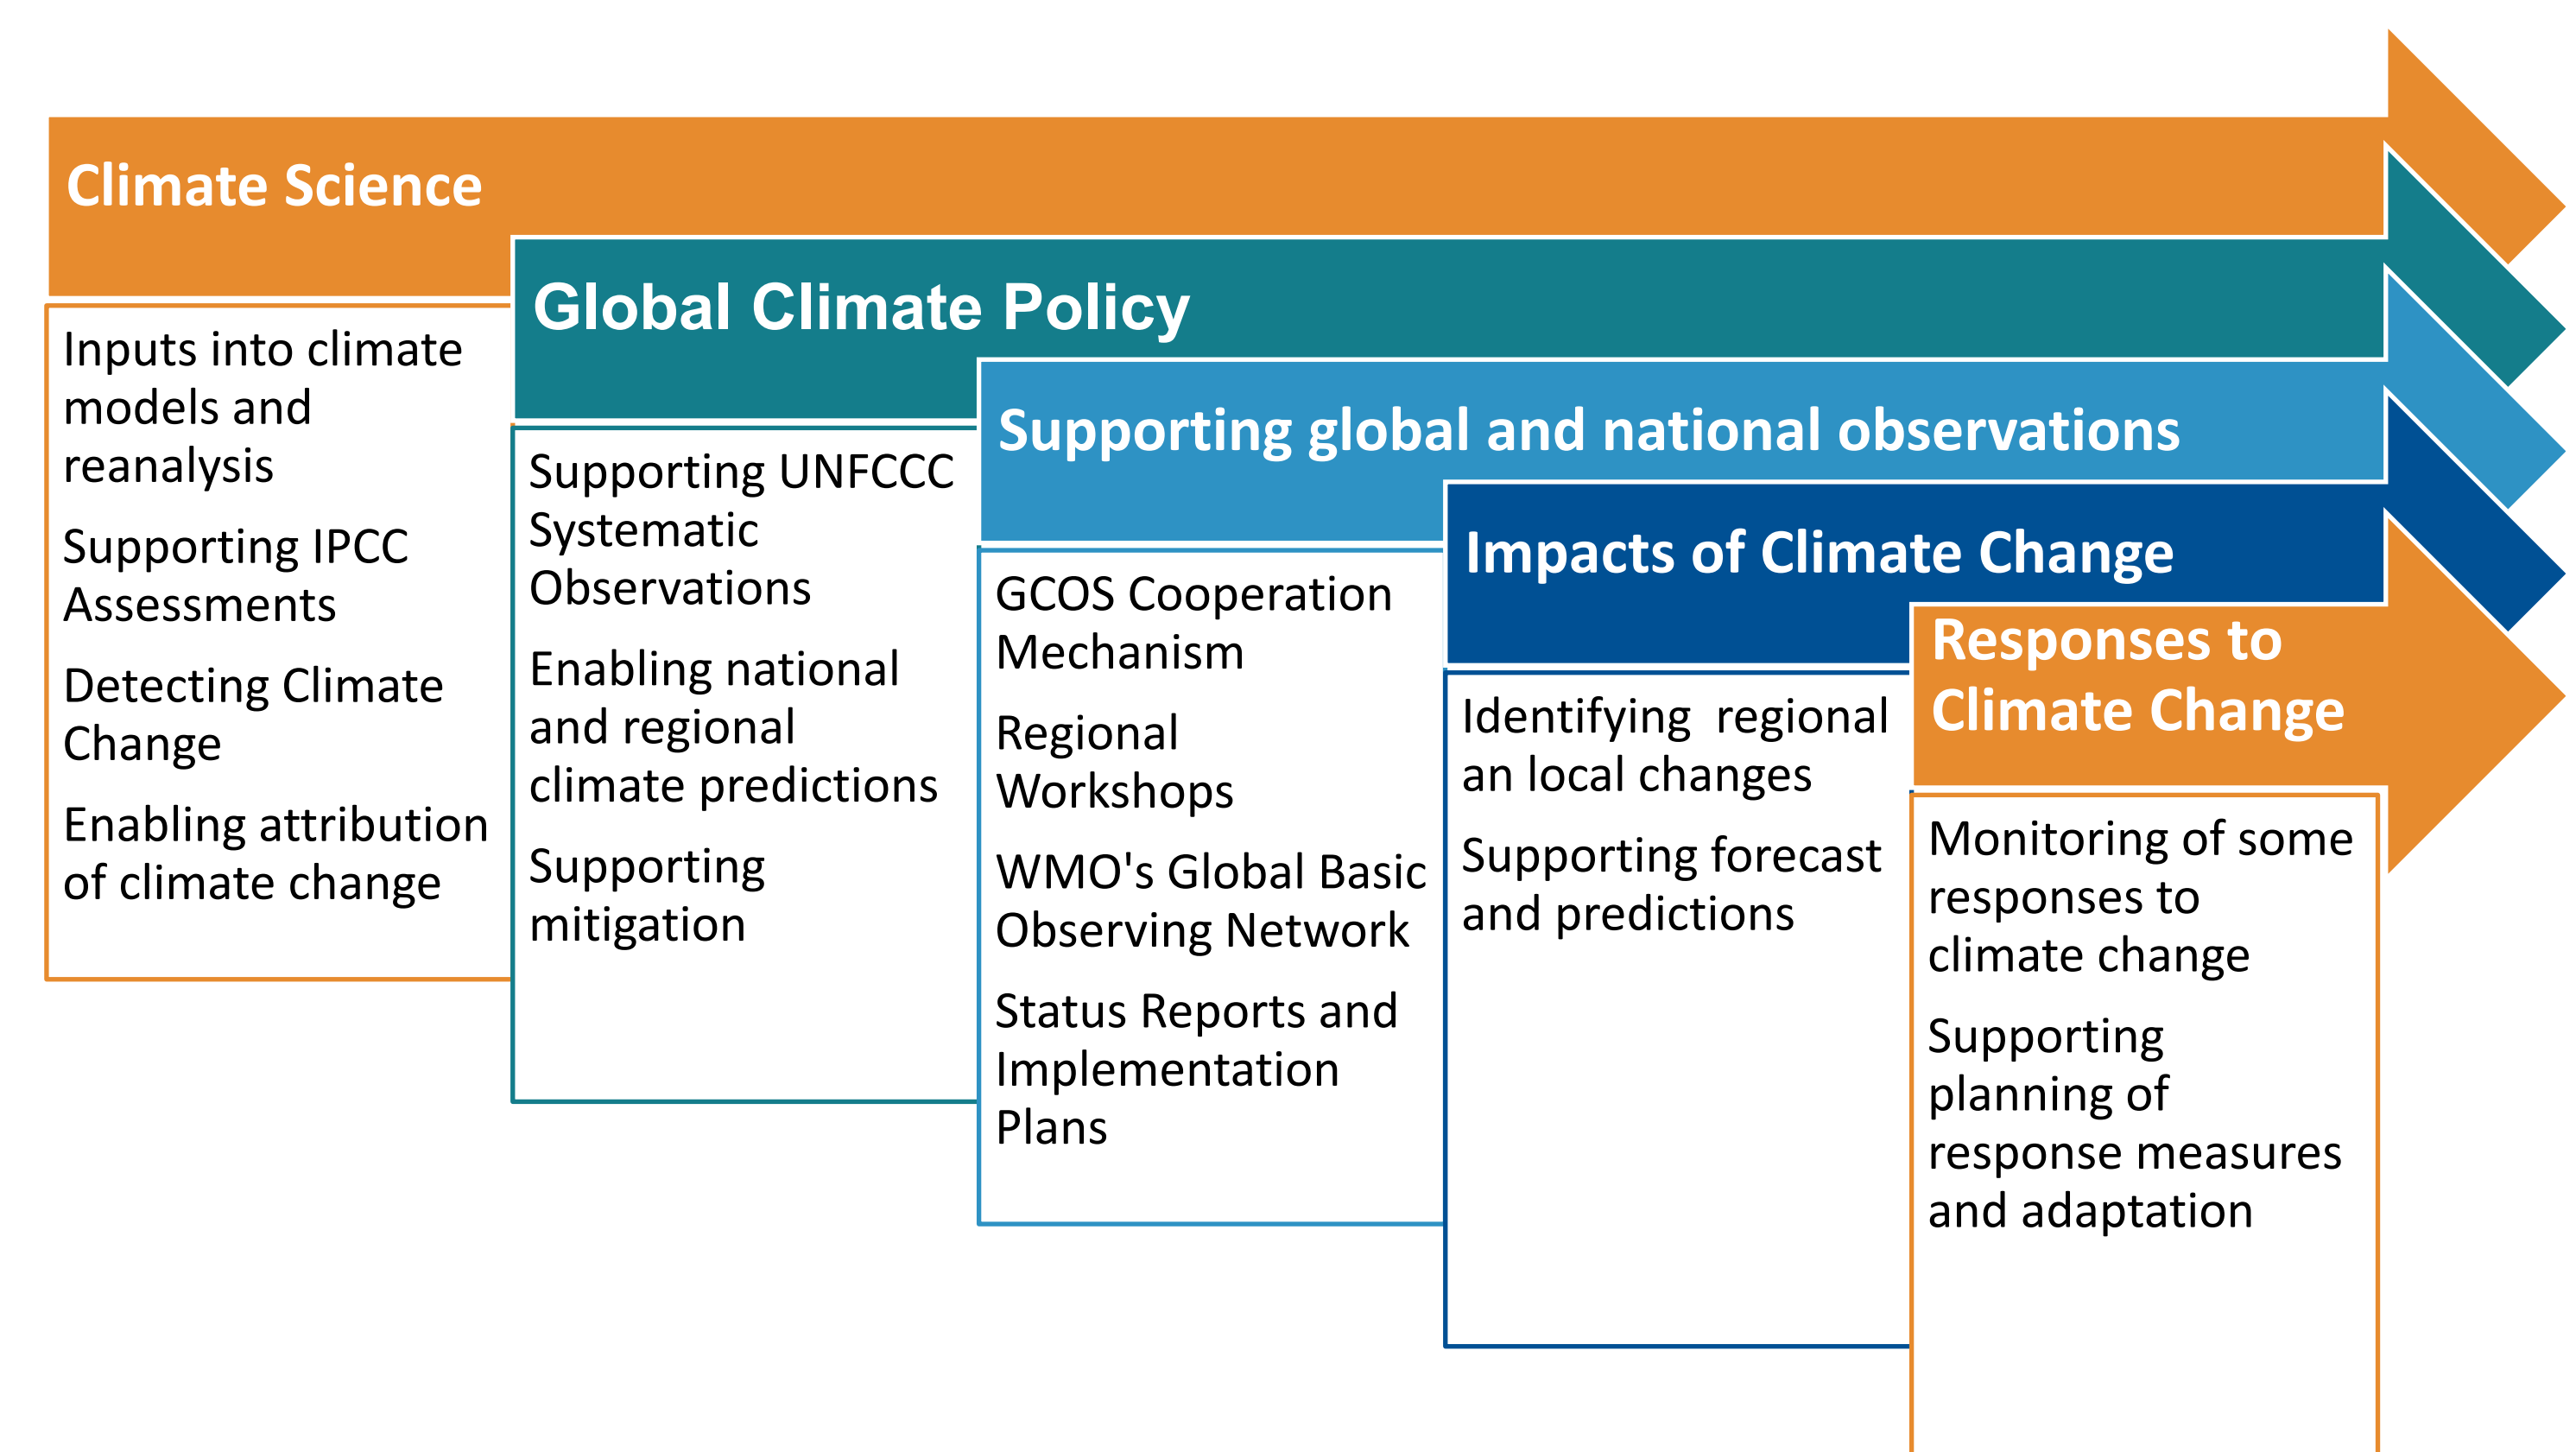 Climate Science
Inputs into climate
models and
reanalysis
Supporting IPCC
Assessments
Detecting Climate
Change
Enabling attribution
of climate change
Global Climate Policy
Supporting UNFCCC
Systematic
Observations
Enabling national
and regional
climate predictions
Supporting
mitigation
Supporting global and national observations
GCOS Cooperation
Mechanism
Regional
Workshops
WMO's Global Basic
Observing Network
Status Reports and
Implementation
Plans
Impacts of Climate Change
Identifying  regional
an local changes
Supporting forecast
and predictions
Responses to
Climate Change
Monitoring of some
responses to
climate change
Supporting
planning of
response measures
and adaptation